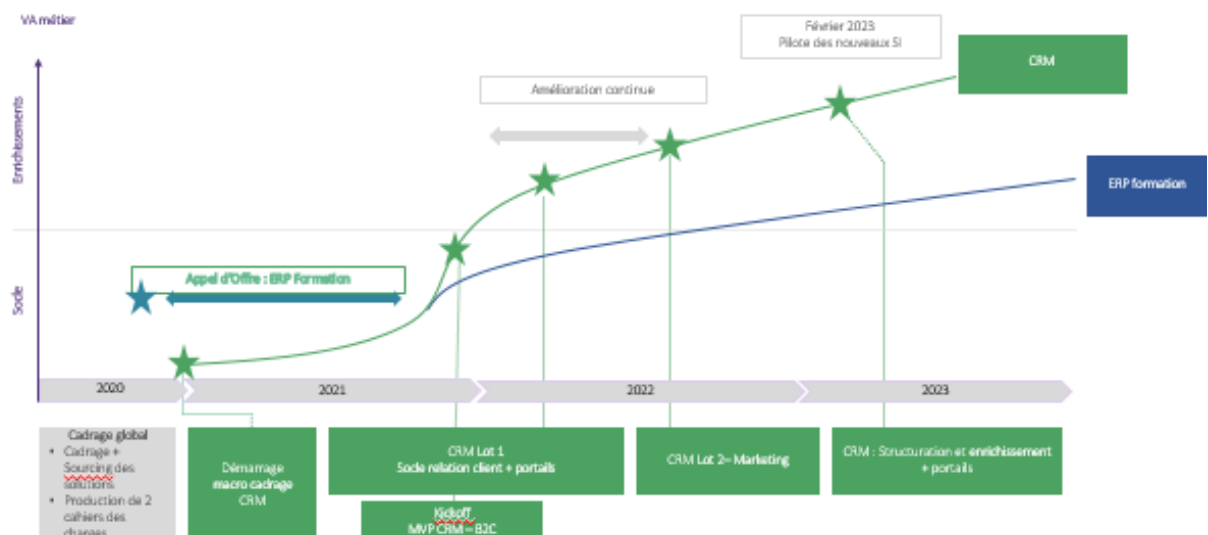 VA métier
Février 2023
Pilote des nouveaux SI
CRM
Amélioration continue
Enrichissements
ERP formation
Appel d'Offre : ERP Formation
Socle
2020
2021
2022
2023
Cadrage global
• Cadrage +
Sourcing des
solutions
• Production de 2
cahiers des
charges
Démarrage
macro cadrage
CRM
CRM Lot 1
Socle relation client + portails
Kickoff
MVP CRM – B2C
CRM Lot 2– Marketing
CRM : Structuration et enrichissement
+ portails